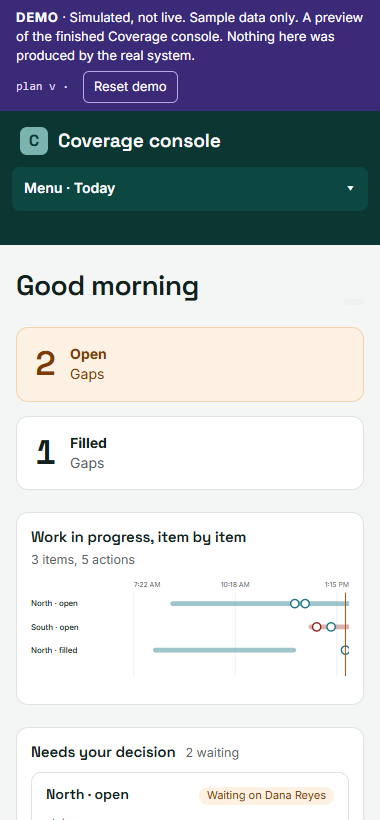 DEMO · Simulated, not live. Sample data only. A preview
of the finished Coverage console. Nothing here was
produced by the real system.
plan v · Reset demo
C Coverage console
Menu · Today
Good morning
2 Open
Gaps
1 Filled
Gaps
Work in progress, item by item
3 items, 5 actions
7:22 AM 10:18 AM 1:15 PM
North · open
South · open
North · filled
Needs your decision 2 waiting
North · open Waiting on Dana Reyes